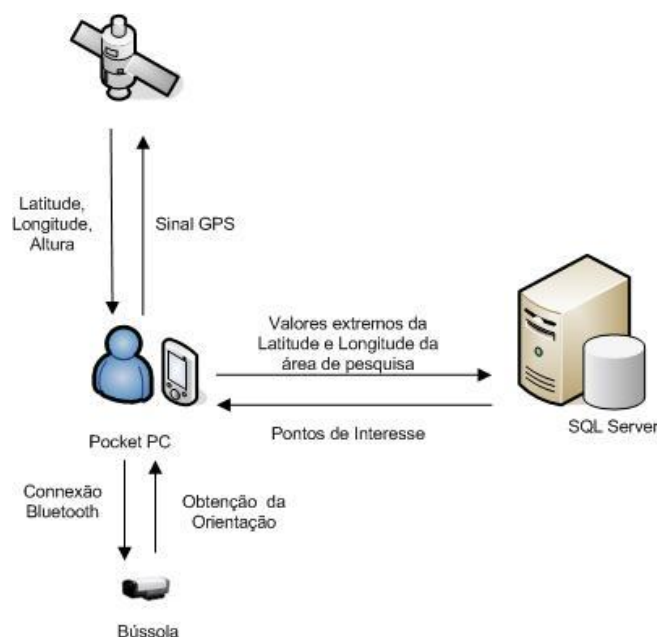 Latitude,
Longitude,
Altura
Sinal GPS
Valores extremos da
Latitude e Longitude da
área de pesquisa
Pontos de Interesse
SQL Server
Pocket PC
Connexão
Bluetooth
Obtenção da
Orientação
Bússola